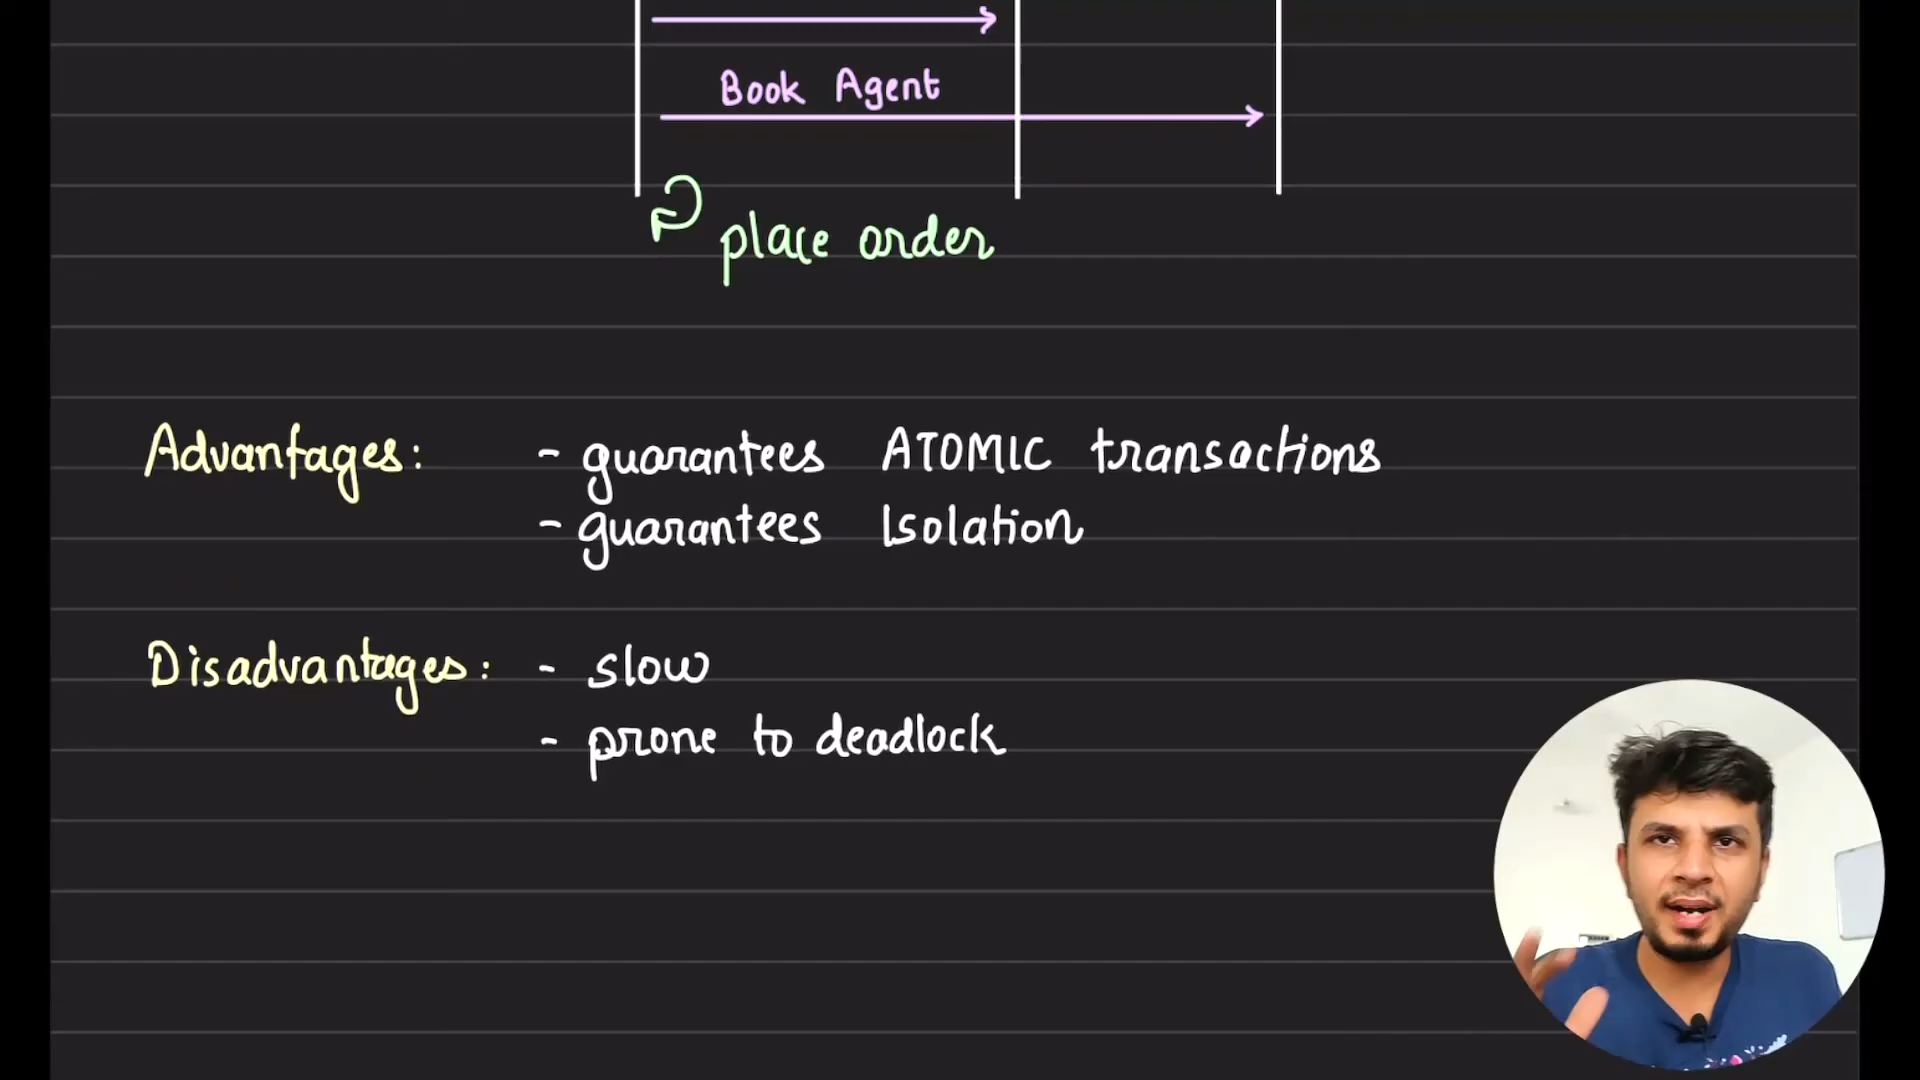 Book Agent
place order
Advantages: - guarantees ATOMIC transactions
- guarantees Isolation
Disadvantages: - slow
- prone to deadlock